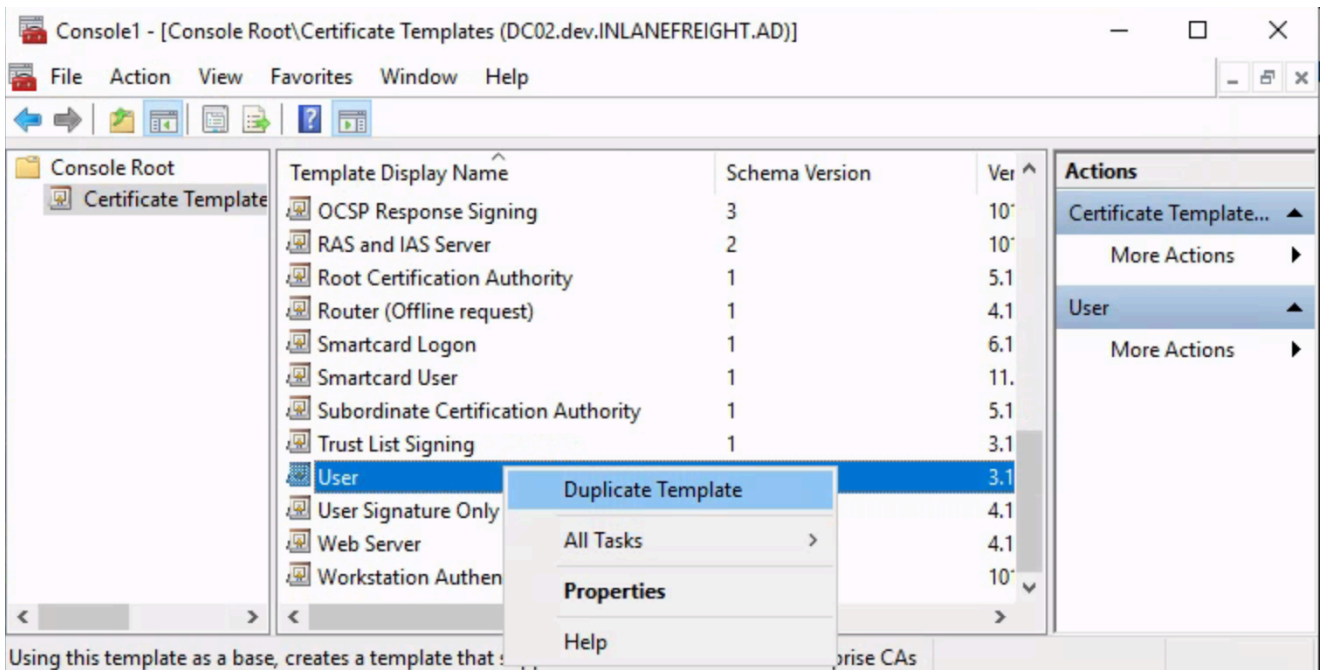 Console1 - [Console Root\Certificate Templates (DC02.dev.INLANEFREIGHT.AD)]
File Action View Favorites Window Help
Console Root
Certificate Template
Template Display Name Schema Version Ver
OCSP Response Signing 3 10
RAS and IAS Server 2 10
Root Certification Authority 1 5.1
Router (Offline request) 1 4.1
Smartcard Logon 1 6.1
Smartcard User 1 11.
Subordinate Certification Authority 1 5.1
Trust List Signing 1 3.1
User 3.1
User Signature Only 4.1
Web Server 4.1
Workstation Authen 10
Duplicate Template
All Tasks >
Properties
Help
Actions
Certificate Template...
More Actions
User
More Actions
Using this template as a base, creates a template that prise CAs